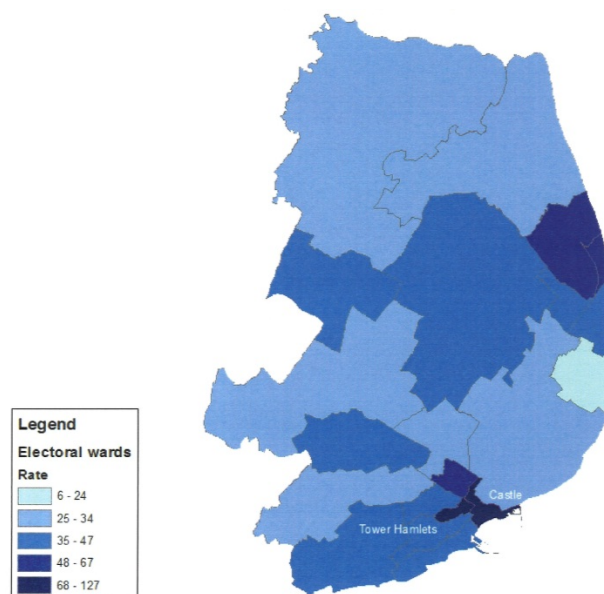 Castle
Tower Hamlets
Legend
Electoral wards
Rate
6 - 24
25 - 34
35 - 47
48 - 67
68 - 127